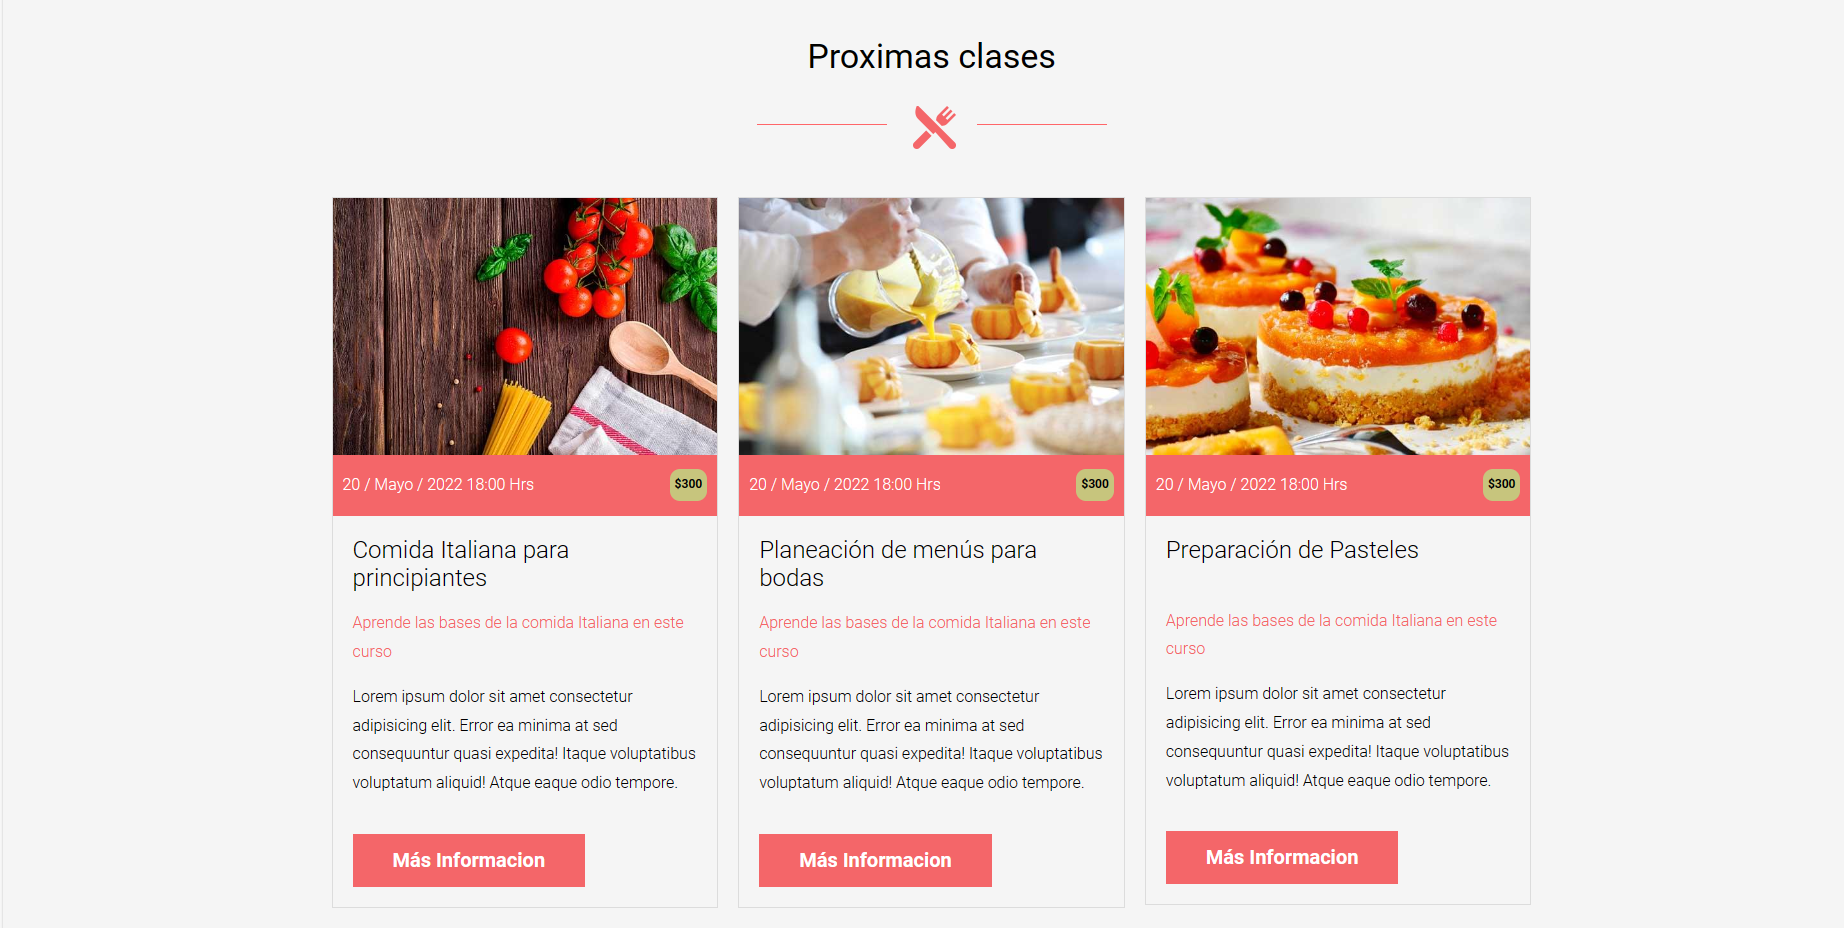 Proximas clases
20 / Mayo / 2022 18:00 Hrs
$300
Comida Italiana para
principiantes
Aprende las bases de la comida Italiana en este
curso
Lorem ipsum dolor sit amet consectetur
adipisicing elit. Error ea minima at sed
consequuntur quasi expedita! Itaque voluptatibus
voluptatum aliquid! Atque eaque odio tempore.
Más Informacion
20 / Mayo / 2022 18:00 Hrs
$300
Planeación de menús para
bodas
Aprende las bases de la comida Italiana en este
curso
Lorem ipsum dolor sit amet consectetur
adipisicing elit. Error ea minima at sed
consequuntur quasi expedita! Itaque voluptatibus
voluptatum aliquid! Atque eaque odio tempore.
Más Informacion
20 / Mayo / 2022 18:00 Hrs
$300
Preparación de Pasteles
Aprende las bases de la comida Italiana en este
curso
Lorem ipsum dolor sit amet consectetur
adipisicing elit. Error ea minima at sed
consequuntur quasi expedita! Itaque voluptatibus
voluptatum aliquid! Atque eaque odio tempore.
Más Informacion